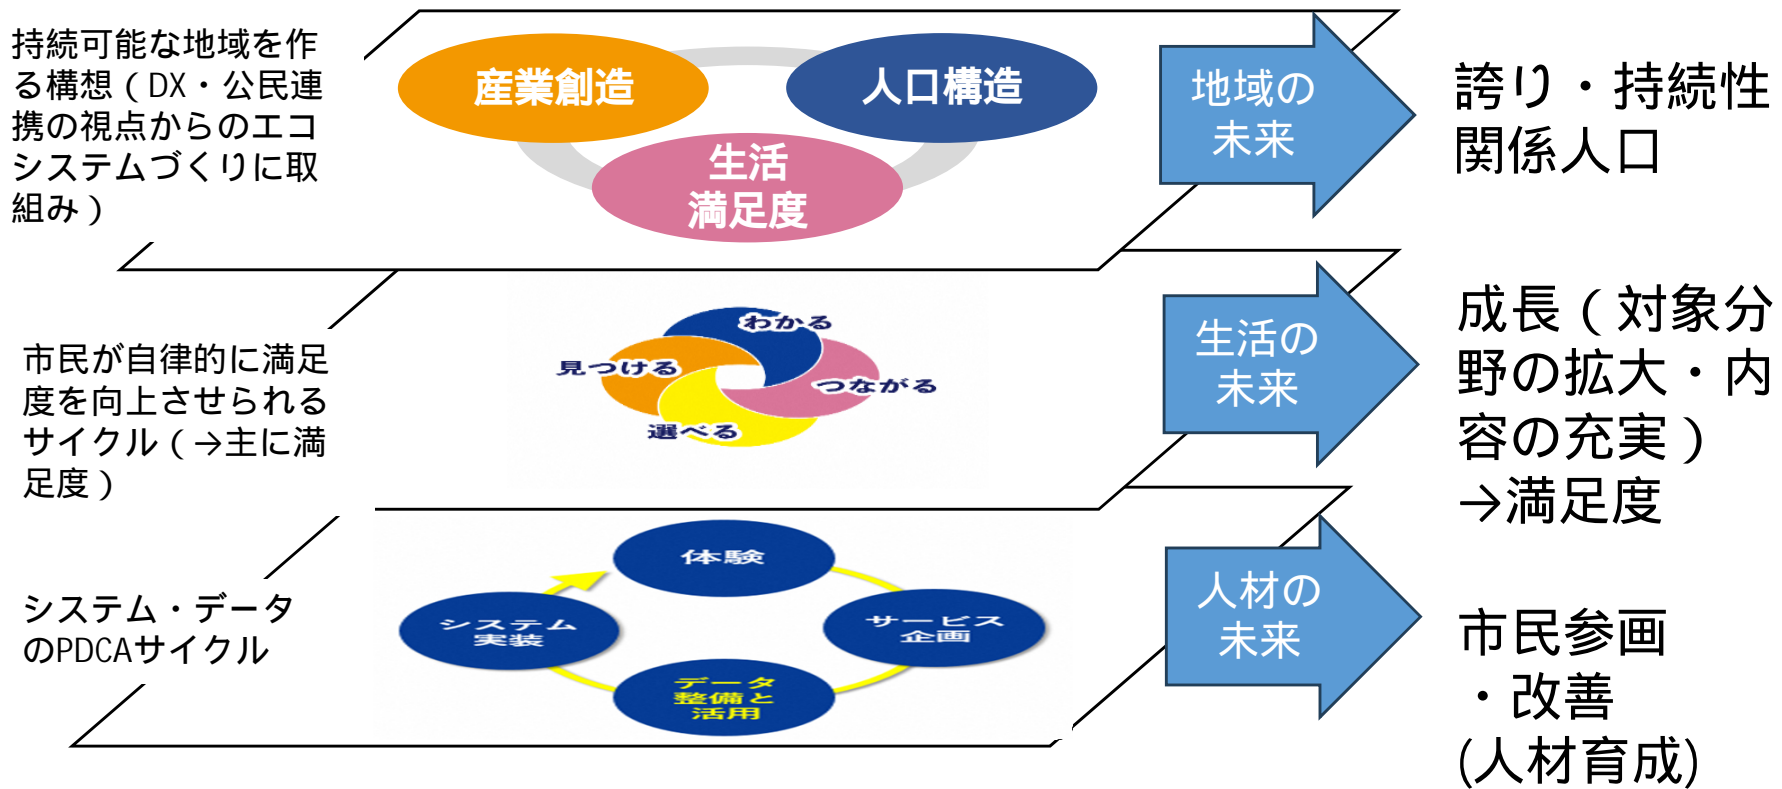 持続可能な地域を作
る構想（DX・公民連
携の視点からのエコ
システムづくりに取
組み）
産業創造
人口構造
生活
満足度
地域の
未来
誇り・持続性
関係人口
市民が自律的に満足
度を向上させられる
サイクル（→主に満
足度）
わかる
見つける
つながる
選べる
生活の
未来
成長（対象分
野の拡大・内
容の充実）
→満足度
システム・データ
のPDCAサイクル
体験
システム
実装
サービス
企画
データ
整備と
活用
人材の
未来
市民参画
・改善
(人材育成)